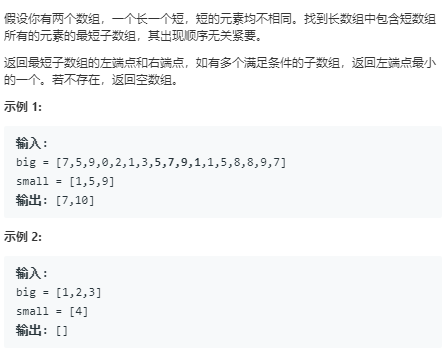 假设你有两个数组，一个长一个短，短的元素均不相同。找到长数组中包含短数组
所有的元素的最短子数组，其出现顺序无关紧要。
返回最短子数组的左端点和右端点，如有多个满足条件的子数组，返回左端点最小
的一个。若不存在，返回空数组。
示例 1:
输入:
big = [7,5,9,0,2,1,3,5,7,9,1,1,5,8,8,9,7]
small = [1,5,9]
输出: [7,10]
示例 2:
输入:
big = [1,2,3]
small = [4]
输出: []